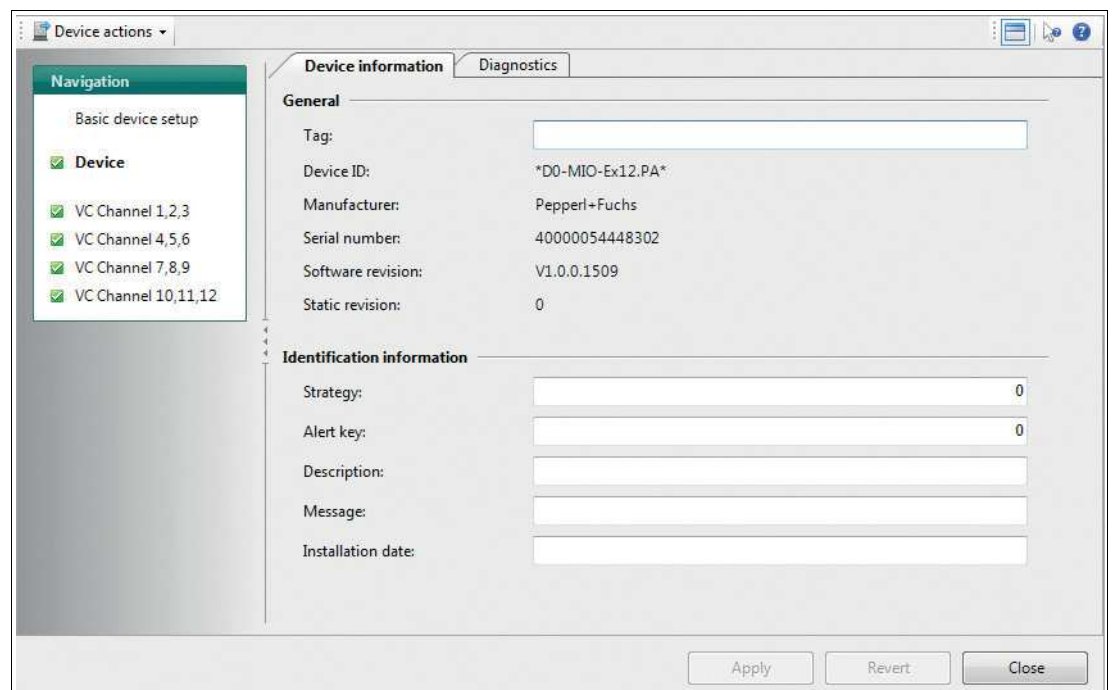 Device actions
Navigation
Basic device setup
Device
VC Channel 1,2,3
VC Channel 4,5,6
VC Channel 7,8,9
VC Channel 10,11,12
Device information
Diagnostics
General
Tag:
Device ID: *D0-MIO-Ex12.PA*
Manufacturer: Pepperl+Fuchs
Serial number: 40000054448302
Software revision: V1.0.0.1509
Static revision: 0
Identification information
Strategy: 0
Alert key: 0
Description:
Message:
Installation date:
Apply
Revert
Close